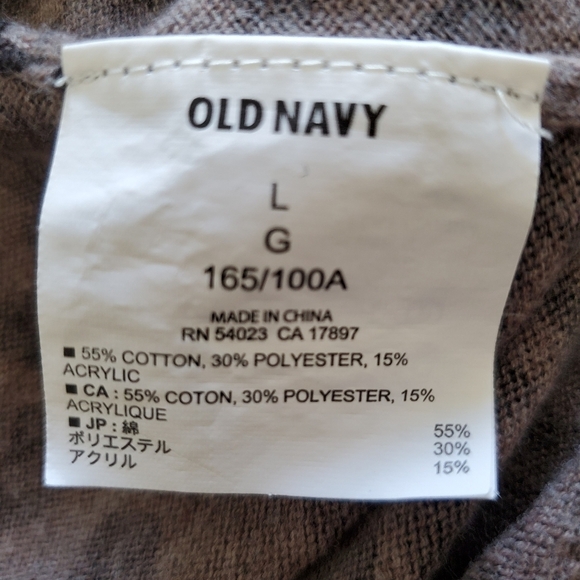 OLD NAVY
L
G
165/100A
MADE IN CHINA
RN 54023 CA 17897
■ 55% COTTON, 30% POLYESTER, 15%
ACRYLIC
■ CA : 55% COTON, 30% POLYESTER, 15%
ACRYLIQUE
■ JP : 綿 55%
ポリエステル 30%
アクリル 15%